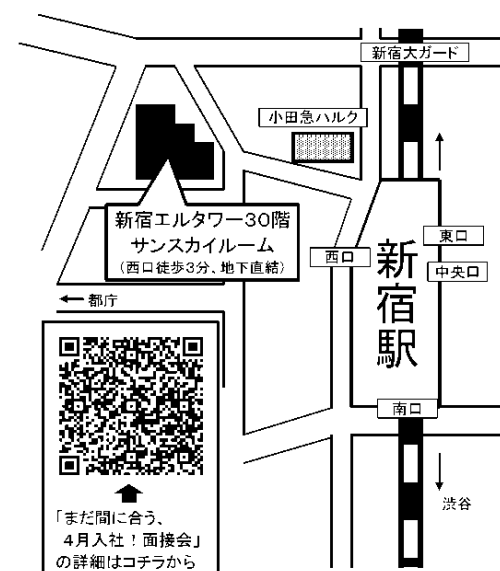 新宿大ガード
小田急ハルク
新宿エルタワー30階
サンスカイルーム
(西口徒歩3分、地下直結)
東口
西口
中央口
新宿駅
←都庁
南口
渋谷
「まだ間に合う、
4月入社！面接会」
の詳細はコチラから